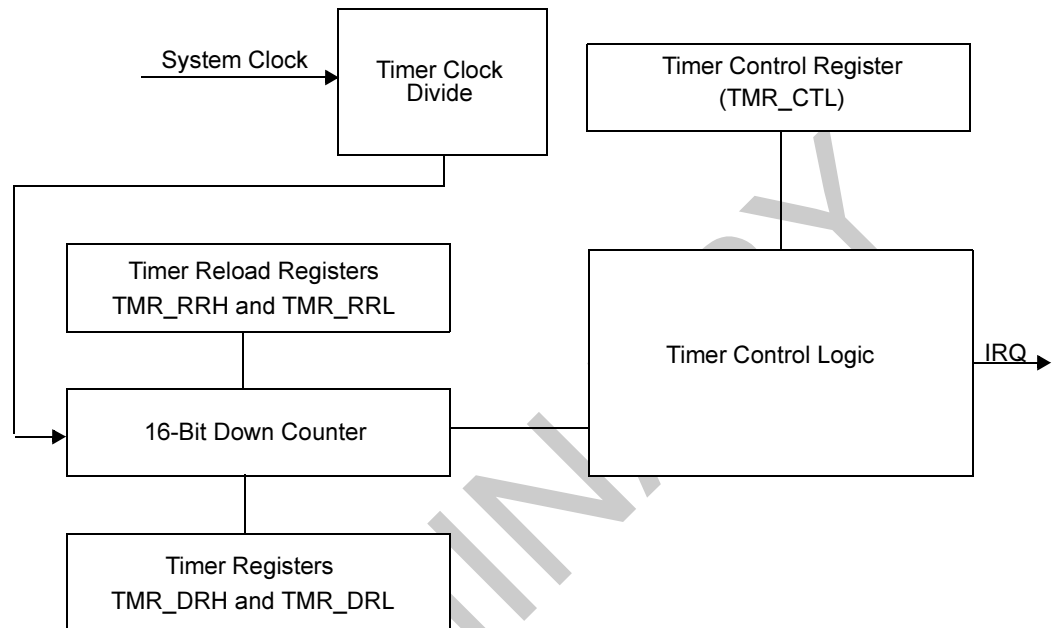 System Clock
Timer Clock
Divide
Timer Control Register
(TMR_CTL)
Timer Reload Registers
TMR_RRH and TMR_RRL
Timer Control Logic
IRQ
16-Bit Down Counter
Timer Registers
TMR_DRH and TMR_DRL